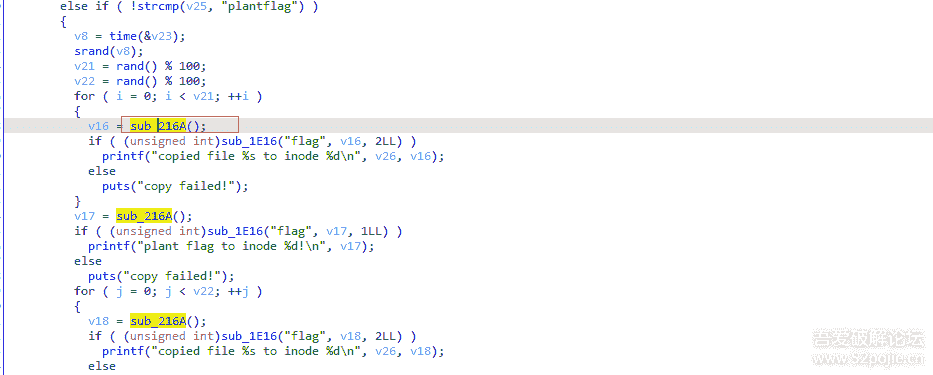 else if ( !strcmp(v25, "plantflag") )
{
v8 = time(&v23);
srand(v8);
v21 = rand() % 100;
v22 = rand() % 100;
for ( i = 0; i < v21; ++i )
{
v16 = sub_216A();
if ( (unsigned int)sub_1E16("flag", v16, 2LL) )
printf("copied file %s to inode %d\n", v26, v16);
else
puts("copy failed!");
}
v17 = sub_216A();
if ( (unsigned int)sub_1E16("flag", v17, 1LL) )
printf("plant flag to inode %d!\n", v17);
else
puts("copy failed!");
for ( j = 0; j < v22; ++j )
{
v18 = sub_216A();
if ( (unsigned int)sub_1E16("flag", v18, 2LL) )
printf("copied file %s to inode %d\n", v26, v18);
else
吾爱破解论坛
www.52pojie.cn